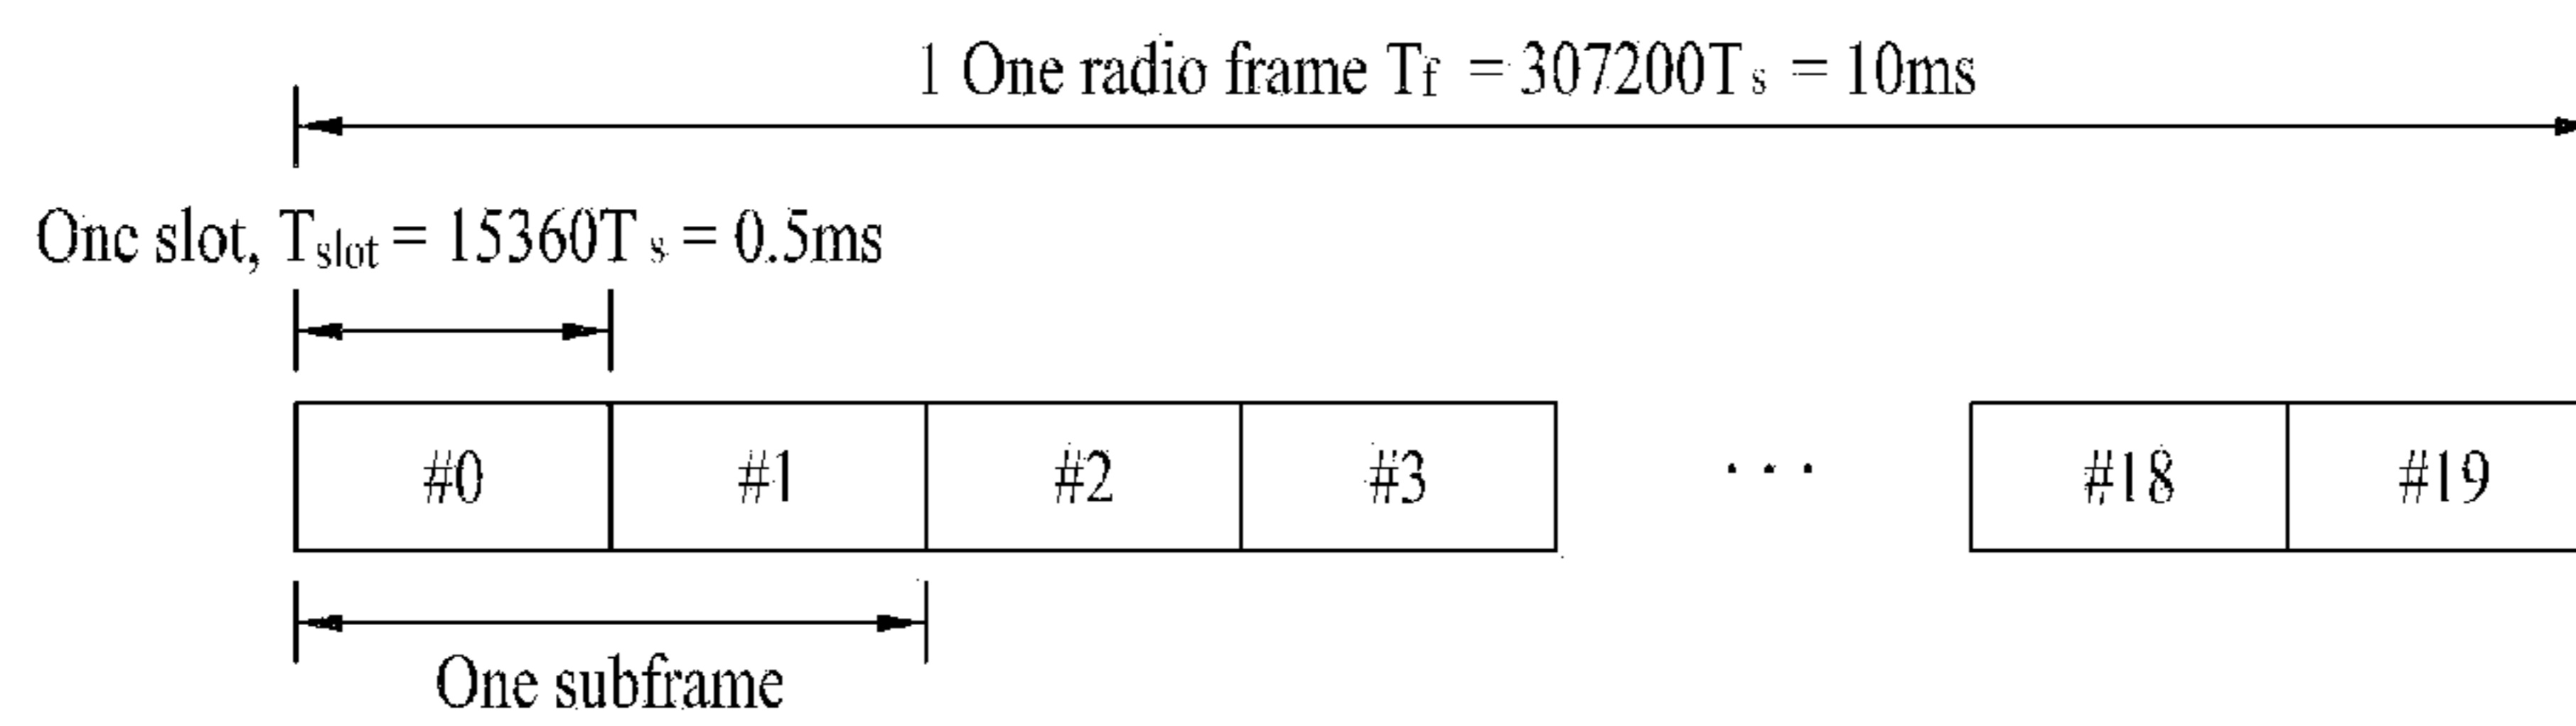 1 One radio frame Tf = 307200Ts = 10ms
Onc slot, Tslot = 15360Ts = 0.5ms
#0 #1 #2 #3 ... #18 #19
One subframe